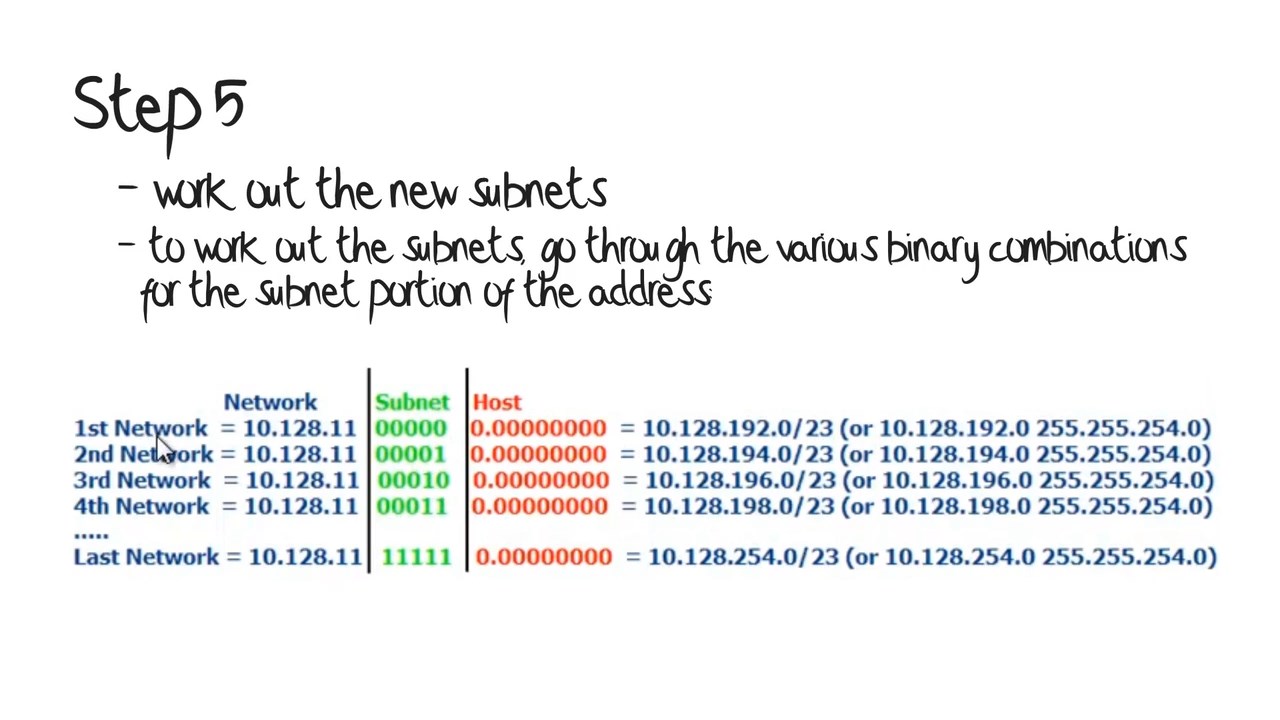 Step 5
- work out the new subnets
- to work out the subnets, go through the various binary combinations
for the subnet portion of the address
Network Subnet Host
1st Network = 10.128.11 00000 0.00000000 = 10.128.192.0/23 (or 10.128.192.0 255.255.254.0)
2nd Network = 10.128.11 00001 0.00000000 = 10.128.194.0/23 (or 10.128.194.0 255.255.254.0)
3rd Network = 10.128.11 00010 0.00000000 = 10.128.196.0/23 (or 10.128.196.0 255.255.254.0)
4th Network = 10.128.11 00011 0.00000000 = 10.128.198.0/23 (or 10.128.198.0 255.255.254.0)
.....
Last Network = 10.128.11 11111 0.00000000 = 10.128.254.0/23 (or 10.128.254.0 255.255.254.0)